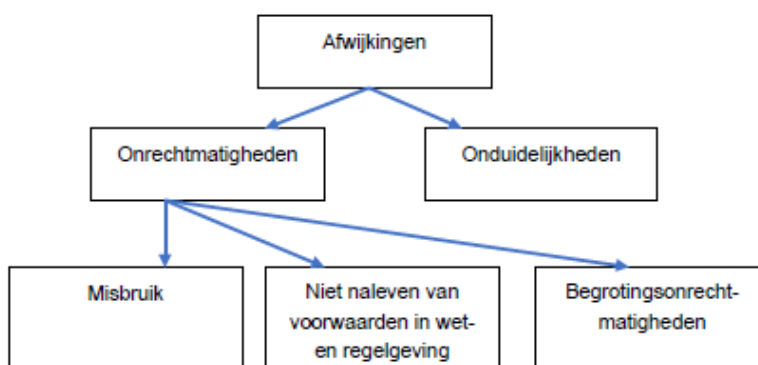 Afwijkingen
Onrechtmatigheden
Onduidelijkheden
Misbruik
Niet naleven van
voorwaarden in wet-
en regelgeving
Begrotingsonrecht-
matigheden